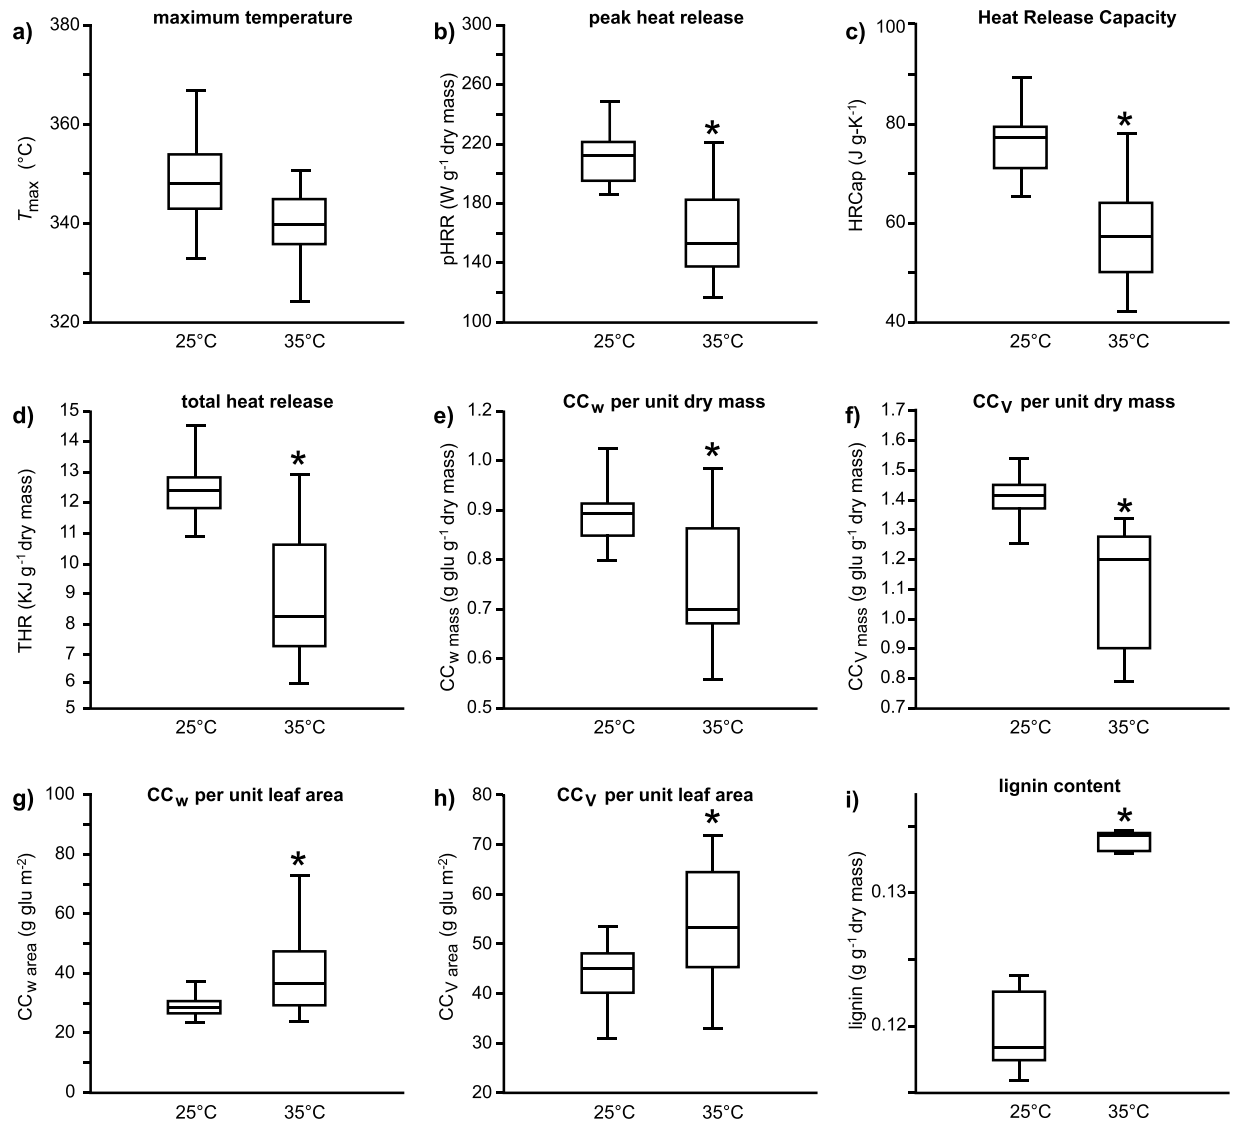 a) maximum temperature
380
360
340
320
T max (°C)
25°C 35°C
b) peak heat release
300
260
220
180
140
100
pHRR (W g-1 dry mass)
*
25°C 35°C
c) Heat Release Capacity
100
80
60
40
HRCap (J g-K-1)
*
25°C 35°C
d) total heat release
15
14
13
12
11
10
9
8
7
6
5
THR (KJ g-1 dry mass)
*
25°C 35°C
e) CCw per unit dry mass
1.2
1.0
0.9
0.8
0.7
0.6
0.5
CCw mass (g glu g-1 dry mass)
*
25°C 35°C
f) CCV per unit dry mass
1.7
1.6
1.5
1.4
1.3
1.2
1.1
1.0
0.9
0.8
0.7
CCV mass (g glu g-1 dry mass)
*
25°C 35°C
g) CCw per unit leaf area
100
80
60
40
20
0
CCw area (g glu m-2)
*
25°C 35°C
h) CCV per unit leaf area
80
70
60
50
40
30
20
CCV area (g glu m-2)
*
25°C 35°C
i) lignin content
0.13
0.12
lignin (g g-1 dry mass)
*
25°C 35°C